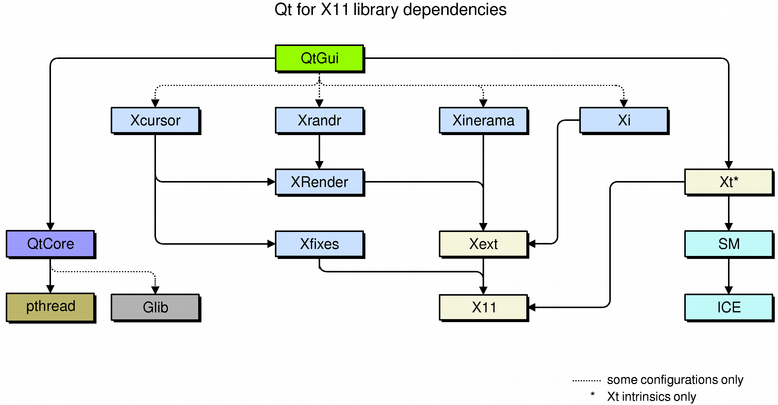 Qt for X11 library dependencies
QtGui
Xcursor
Xrandr
Xinerama
Xi
XRender
Xt*
QtCore
Xfixes
Xext
SM
pthread
Glib
X11
ICE
some configurations only
* Xt intrinsics only